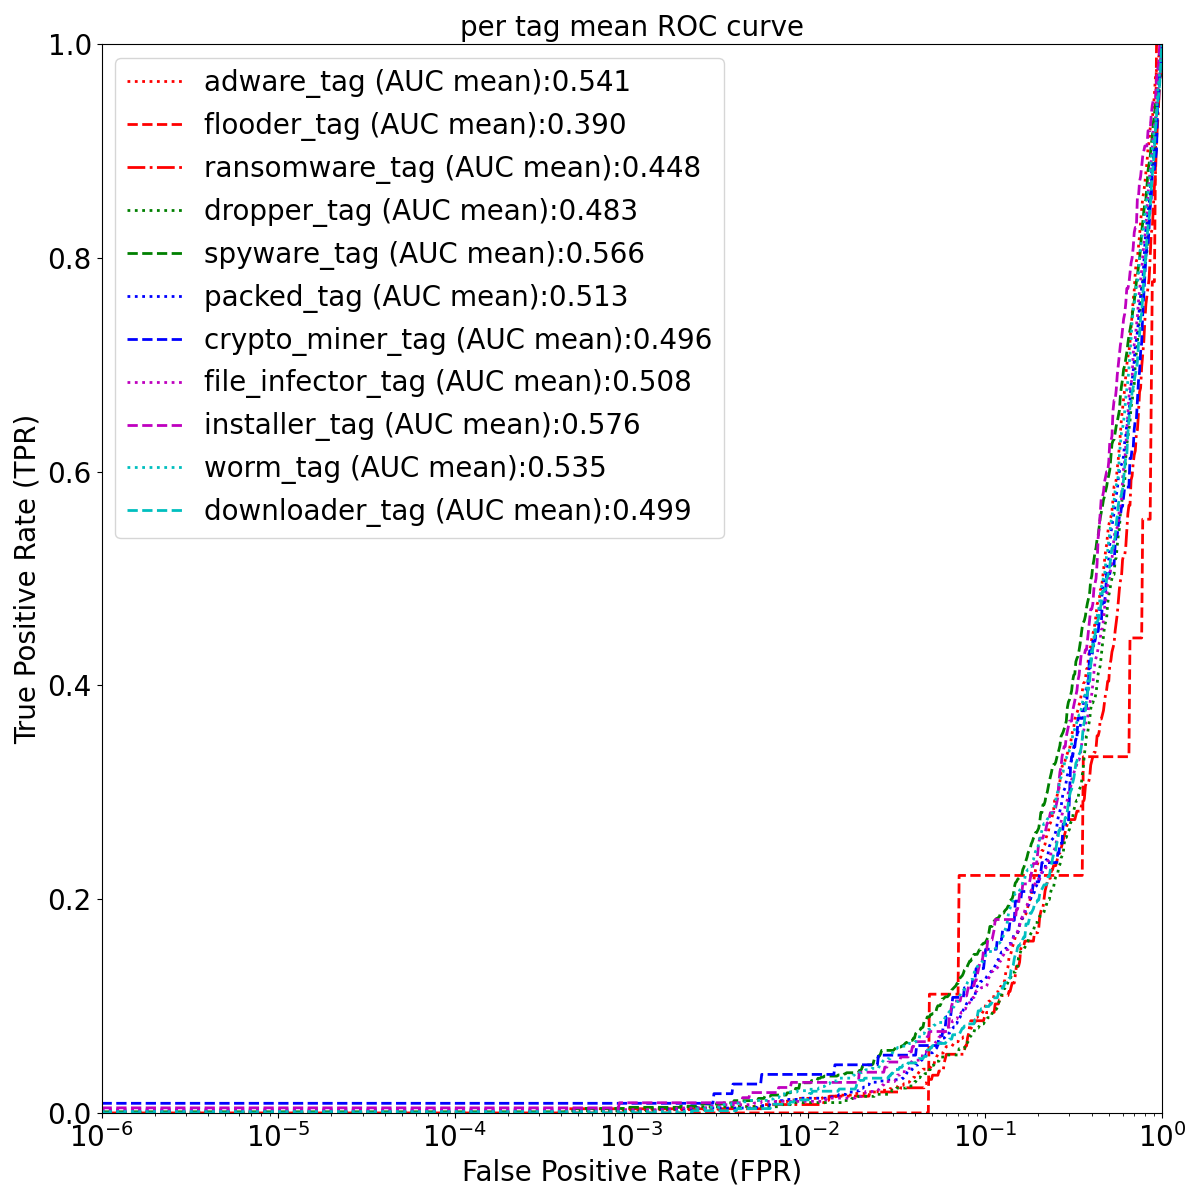 per tag mean ROC curve
1.0
0.8
0.6
0.4
0.2
0.0
True Positive Rate (TPR)
adware_tag (AUC mean):0.541
flooder_tag (AUC mean):0.390
ransomware_tag (AUC mean):0.448
dropper_tag (AUC mean):0.483
spyware_tag (AUC mean):0.566
packed_tag (AUC mean):0.513
crypto_miner_tag (AUC mean):0.496
file_infector_tag (AUC mean):0.508
installer_tag (AUC mean):0.576
worm_tag (AUC mean):0.535
downloader_tag (AUC mean):0.499
10⁻⁶ 10⁻⁵ 10⁻⁴ 10⁻³ 10⁻² 10⁻¹ 10⁰
False Positive Rate (FPR)